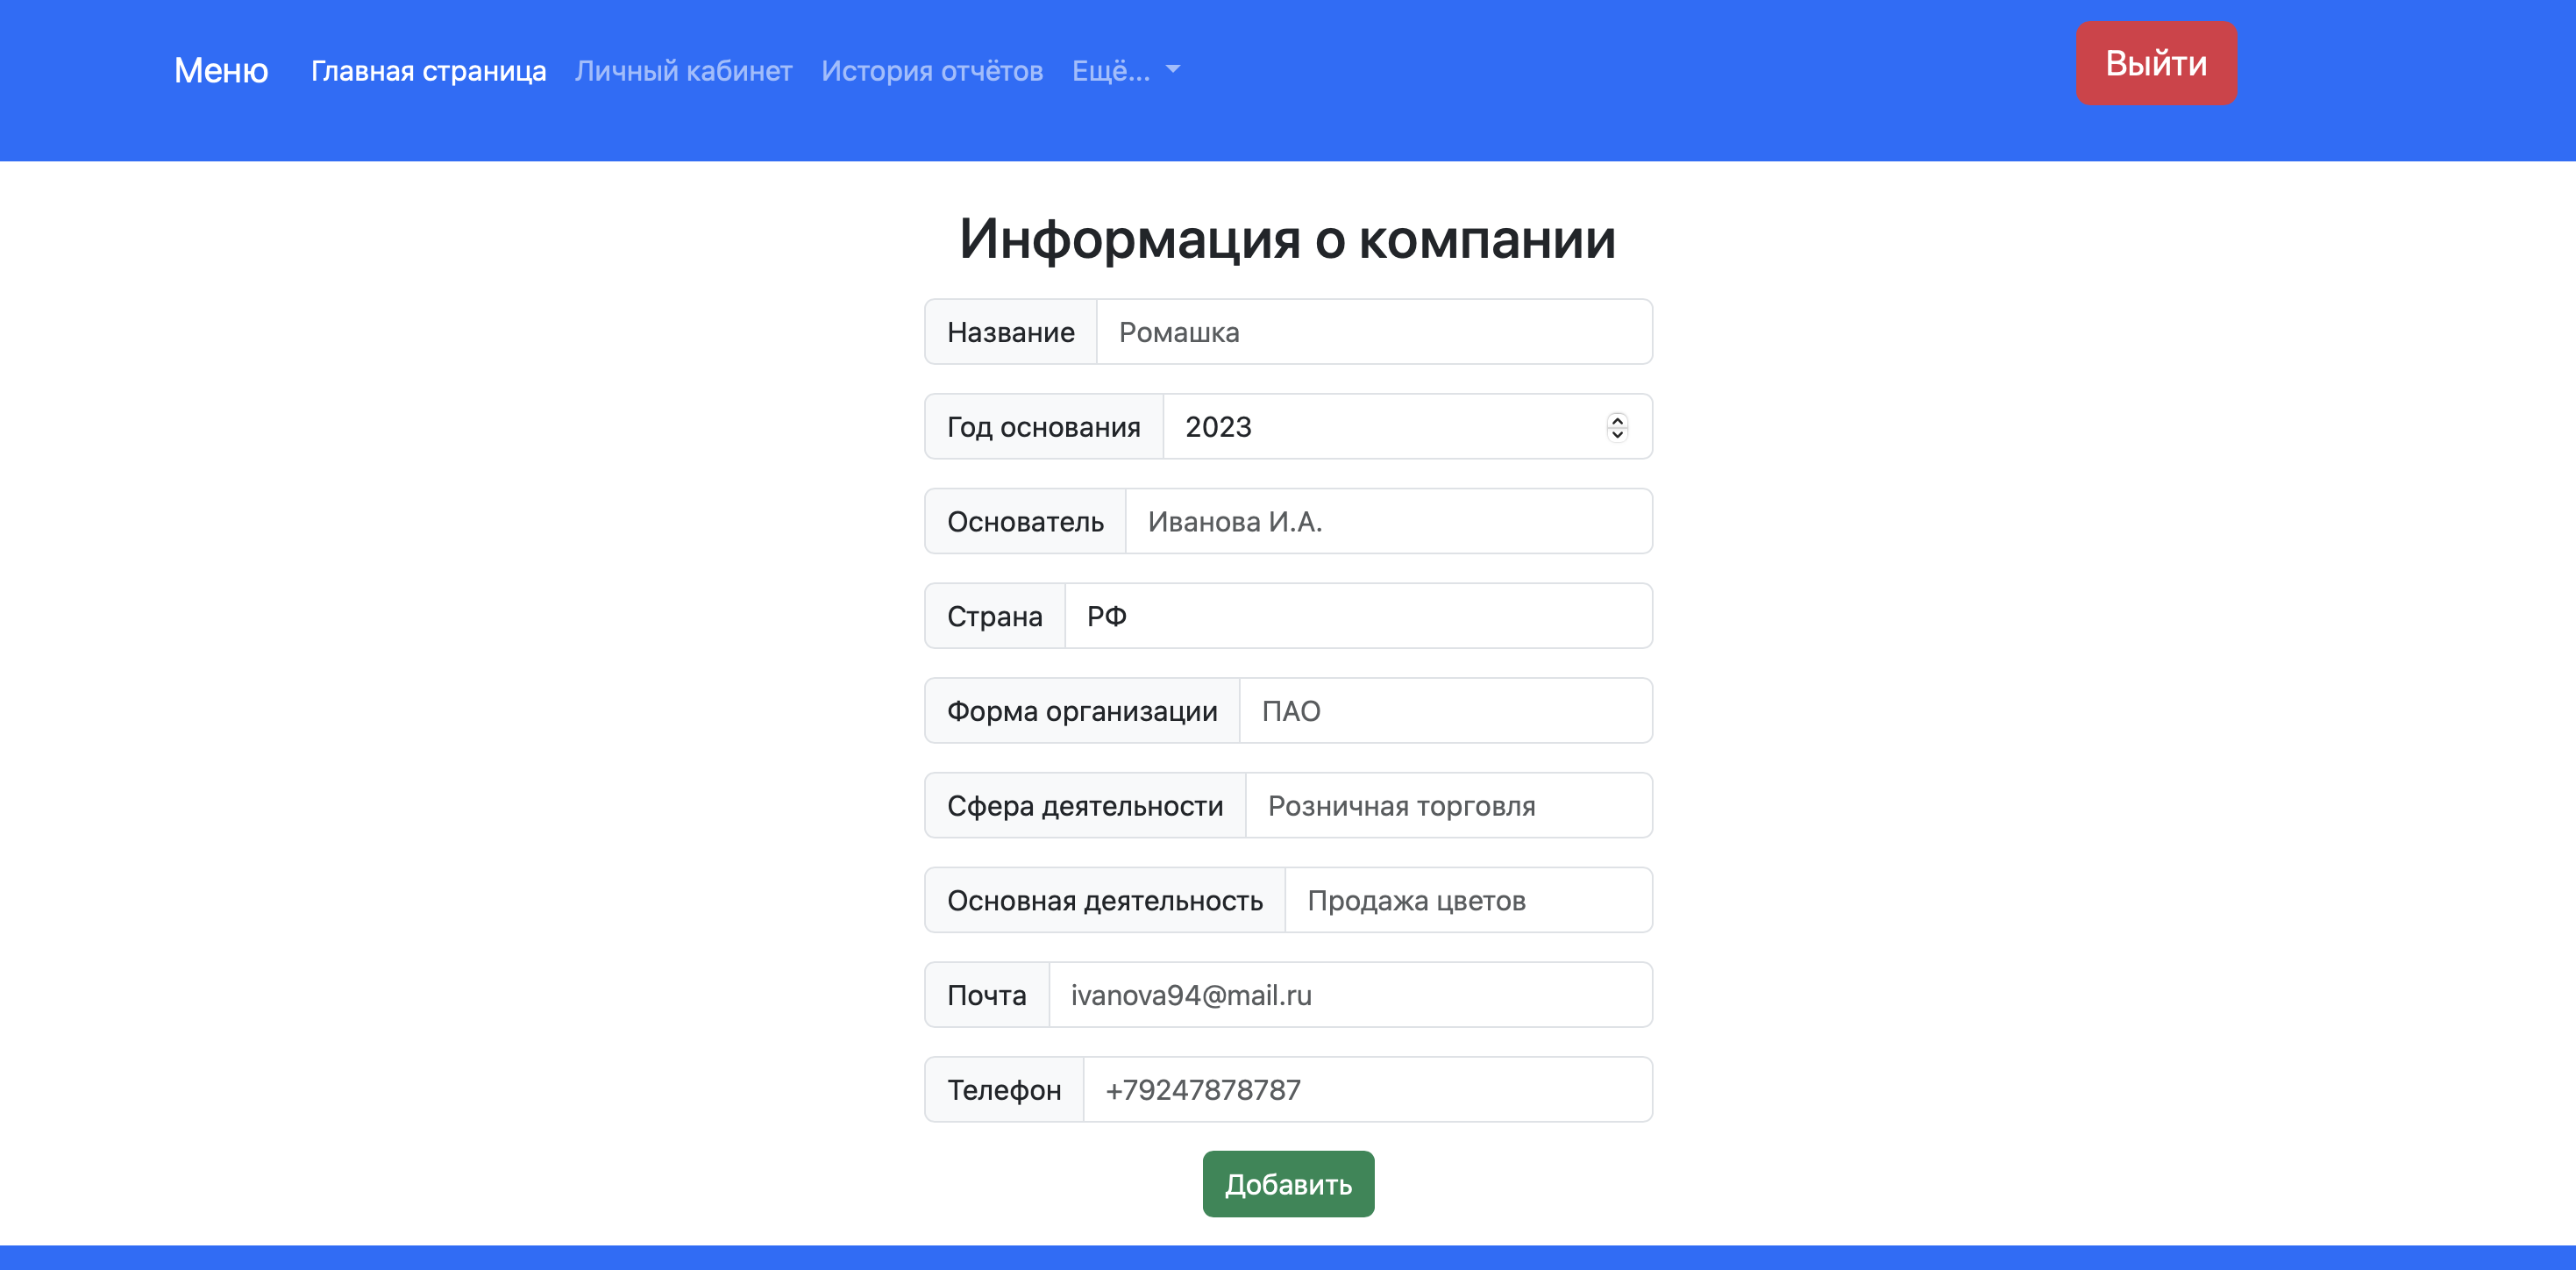 Меню Главная страница Личный кабинет История отчётов Ещё... Выйти
Информация о компании
Название Ромашка
Год основания 2023
Основатель Иванова И.А.
Страна РФ
Форма организации ПАО
Сфера деятельности Розничная торговля
Основная деятельность Продажа цветов
Почта ivanova94@mail.ru
Телефон +79247878787
Добавить